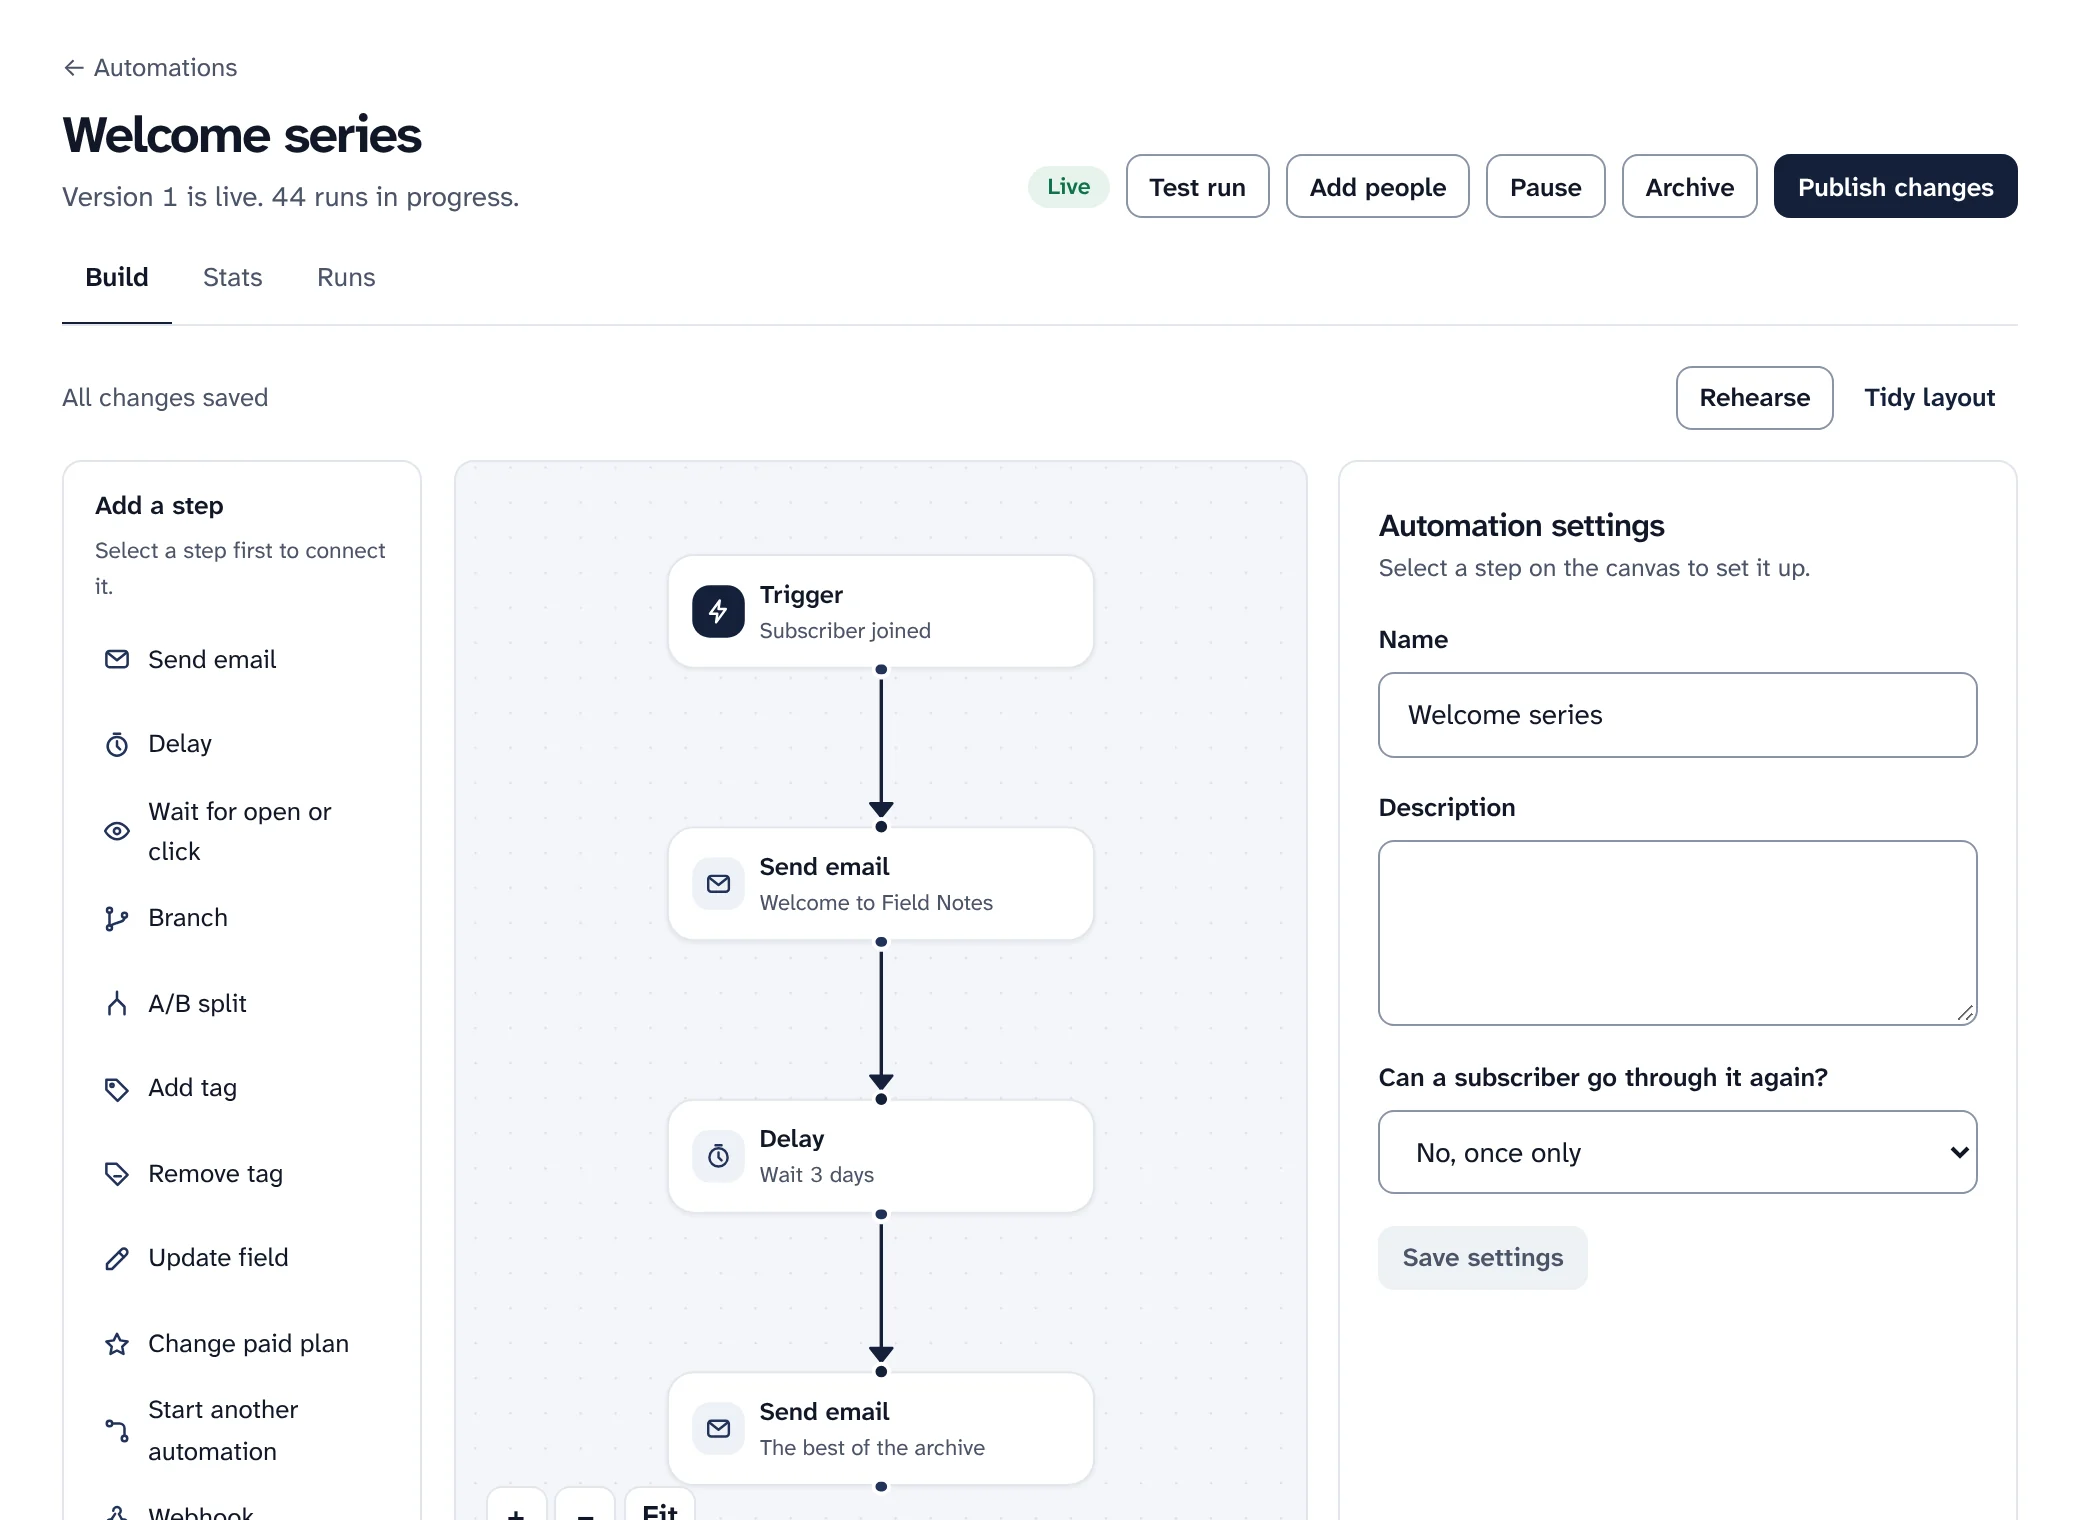 ← Automations
Welcome series
Version 1 is live. 44 runs in progress.
Live
Test run
Add people
Pause
Archive
Publish changes
Build
Stats
Runs
All changes saved
Rehearse
Tidy layout
Add a step
Select a step first to connect
it.
Send email
Delay
Wait for open or
click
Branch
A/B split
Add tag
Remove tag
Update field
Change paid plan
Start another
automation
Webhook
Trigger
Subscriber joined
Send email
Welcome to Field Notes
Delay
Wait 3 days
Send email
The best of the archive
+
−
Fit
Automation settings
Select a step on the canvas to set it up.
Name
Welcome series
Description
Can a subscriber go through it again?
No, once only
Save settings